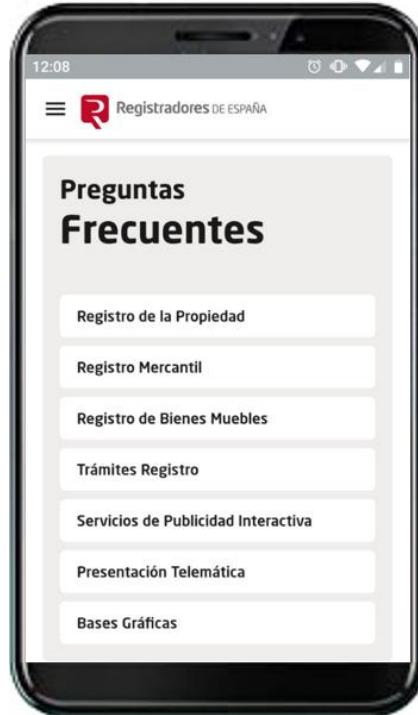 12:08
Registradores DE ESPAÑA
Preguntas
Frecuentes
Registro de la Propiedad
Registro Mercantil
Registro de Bienes Muebles
Trámites Registro
Servicios de Publicidad Interactiva
Presentación Telemática
Bases Gráficas